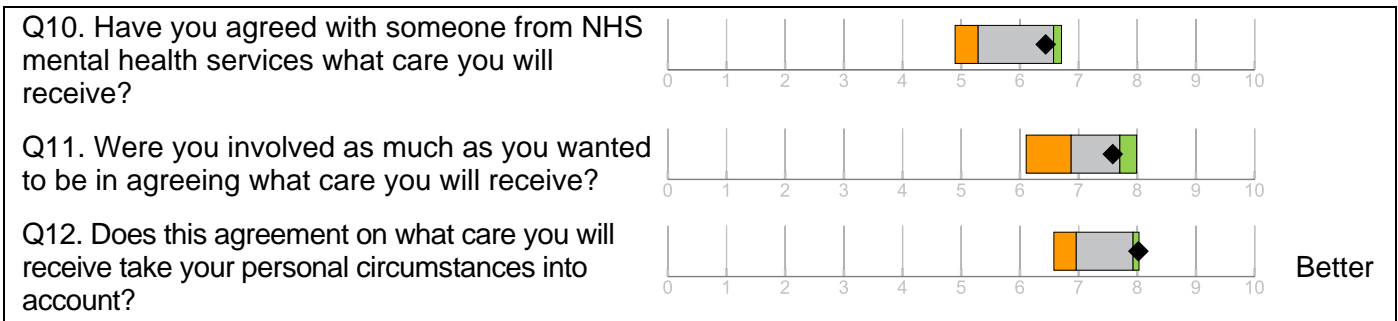 Q10. Have you agreed with someone from NHS
mental health services what care you will
receive?
0 1 2 3 4 5 6 7 8 9 10
Q11. Were you involved as much as you wanted
to be in agreeing what care you will receive?
0 1 2 3 4 5 6 7 8 9 10
Q12. Does this agreement on what care you will
receive take your personal circumstances into
account?
0 1 2 3 4 5 6 7 8 9 10
Better